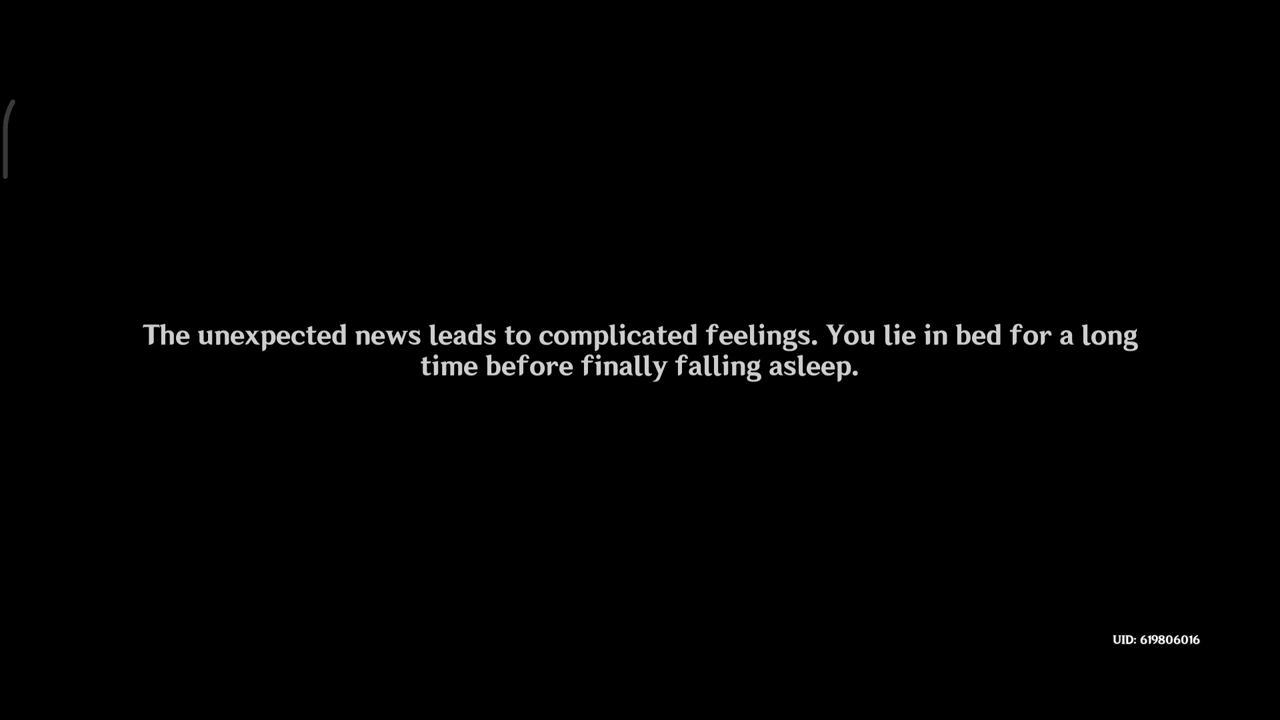 The unexpected news leads to complicated feelings. You lie in bed for a long
time before finally falling asleep.
UID: 619806016